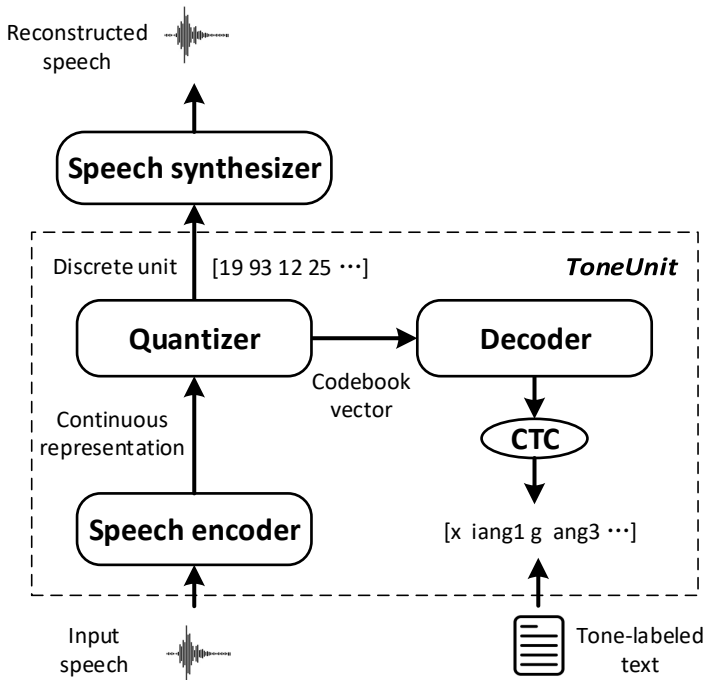 Reconstructed
speech
Speech synthesizer
Discrete unit [19 93 12 25 ⋯]
ToneUnit
Quantizer
Decoder
Codebook
vector
Continuous
representation
CTC
Speech encoder
[x iang1 g ang3 ⋯]
Input
speech
Tone-labeled
text